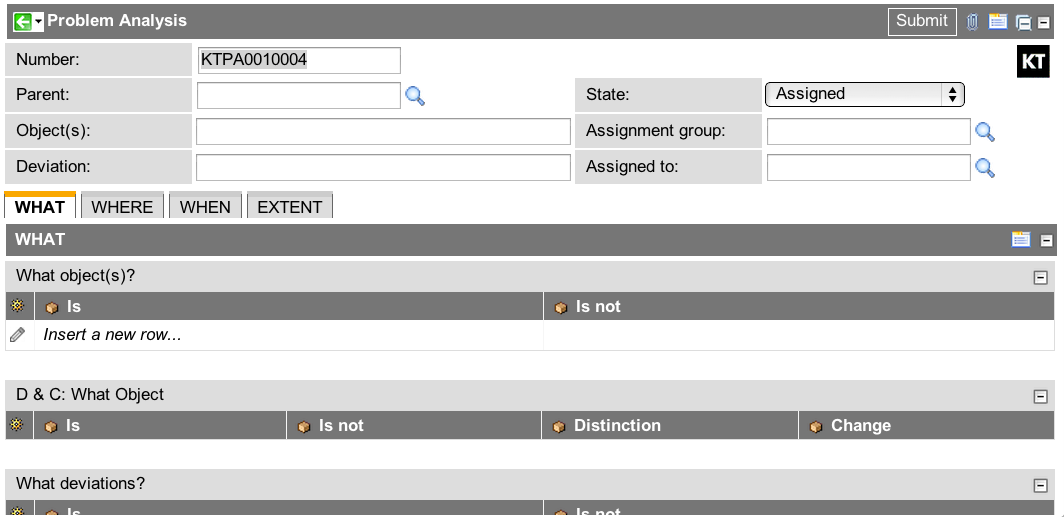 Problem Analysis Submit
Number: KTPA0010004 KT
Parent: State: Assigned
Object(s): Assignment group:
Deviation: Assigned to:
WHAT WHERE WHEN EXTENT
WHAT
What object(s)?
Is Is not
Insert a new row...
D & C: What Object
Is Is not Distinction Change
What deviations?
Is Is not